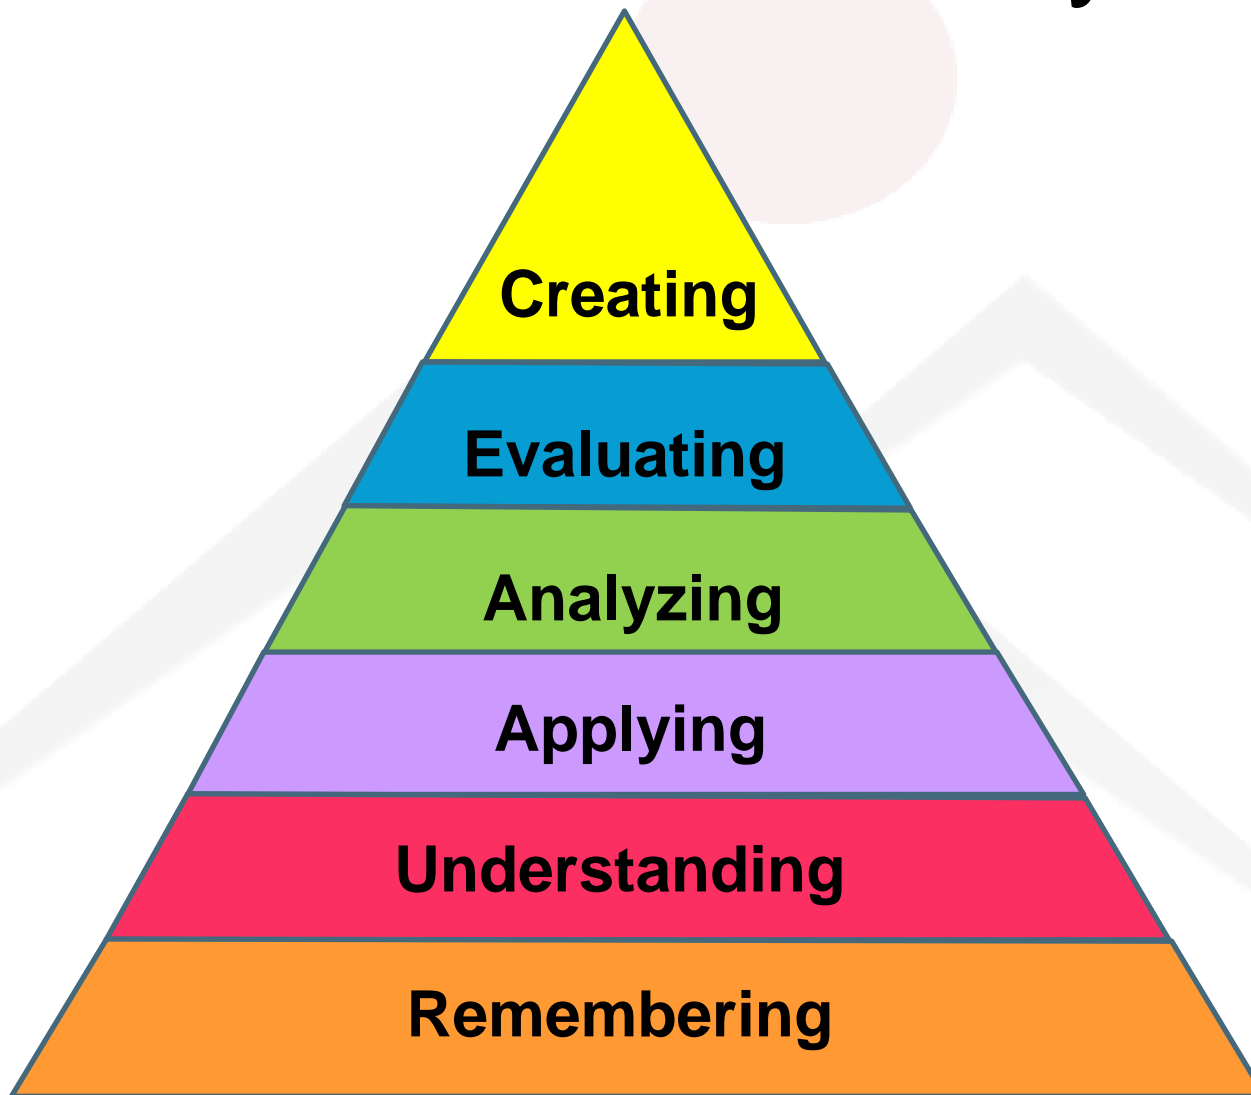 Creating
Evaluating
Analyzing
Applying
Understanding
Remembering